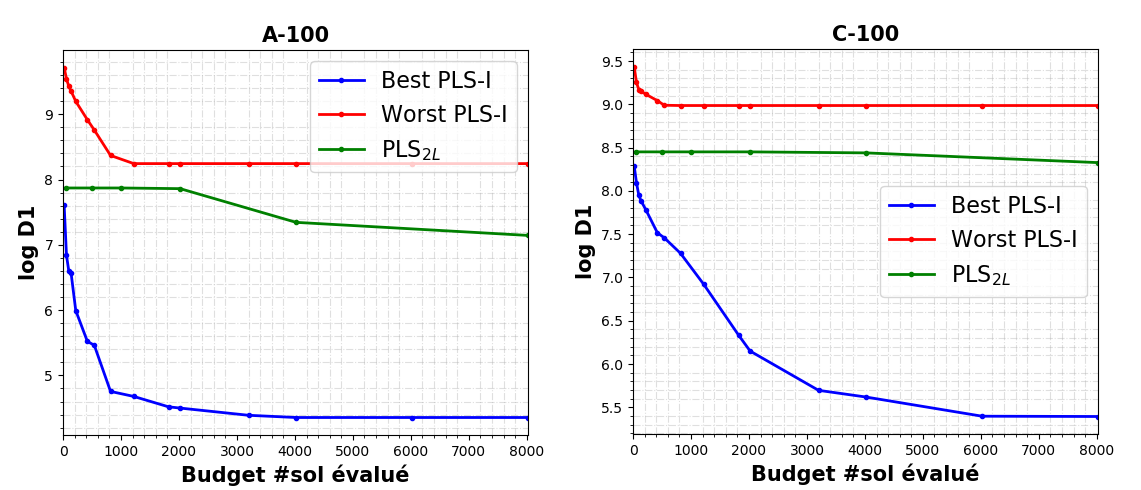 A-100
log D1
9
8
7
6
5
0 1000 2000 3000 4000 5000 6000 7000 8000
Budget #sol évalué
Best PLS-I
Worst PLS-I
PLS2L
C-100
log D1
9.5
9.0
8.5
8.0
7.5
7.0
6.5
6.0
5.5
0 1000 2000 3000 4000 5000 6000 7000 8000
Budget #sol évalué
Best PLS-I
Worst PLS-I
PLS2L